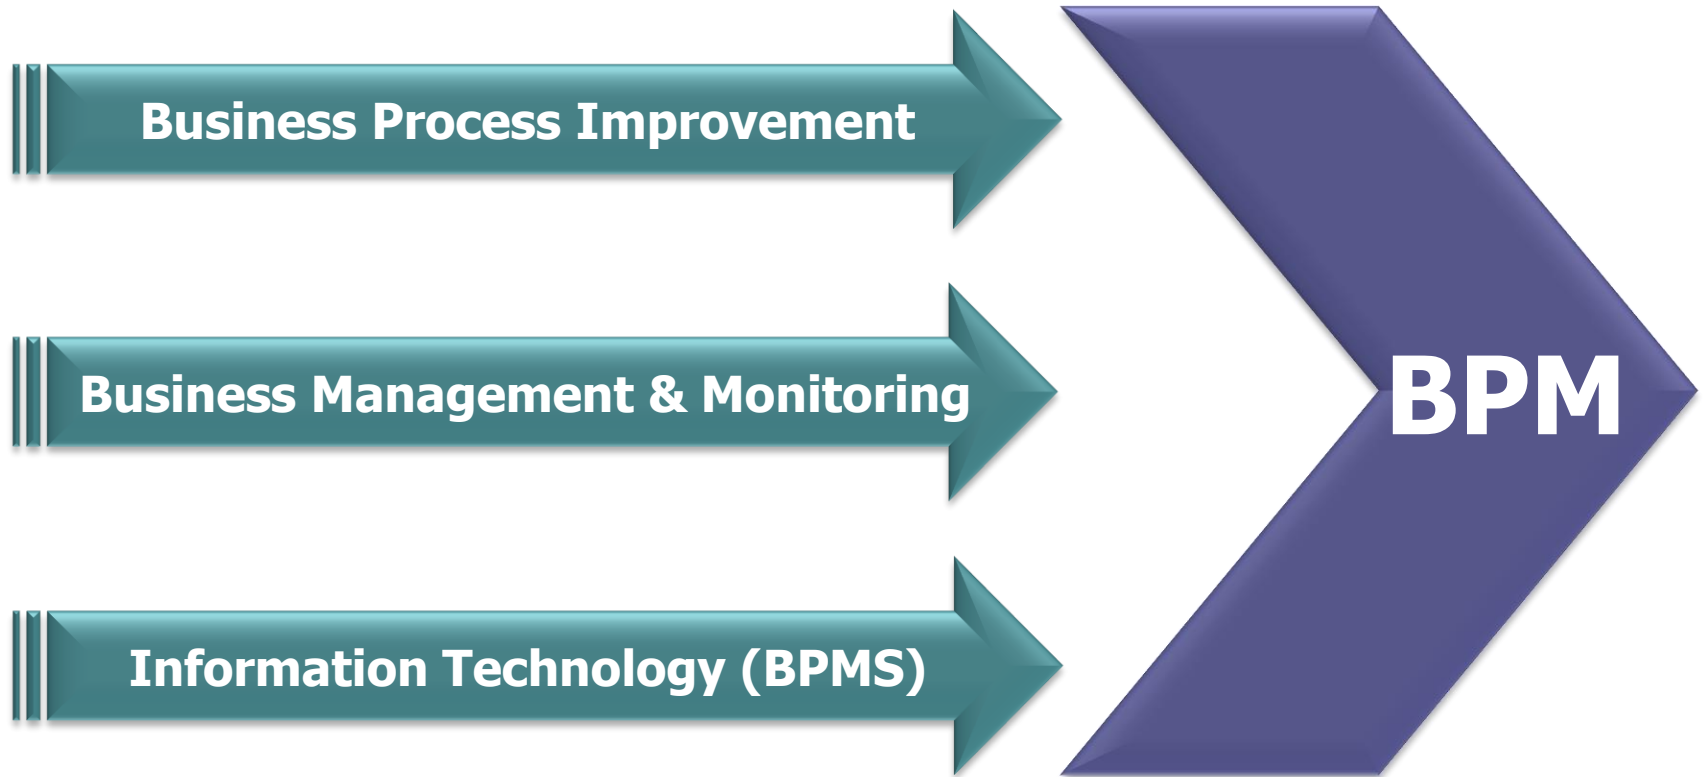 Business Process Improvement
Business Management & Monitoring
BPM
Information Technology (BPMS)